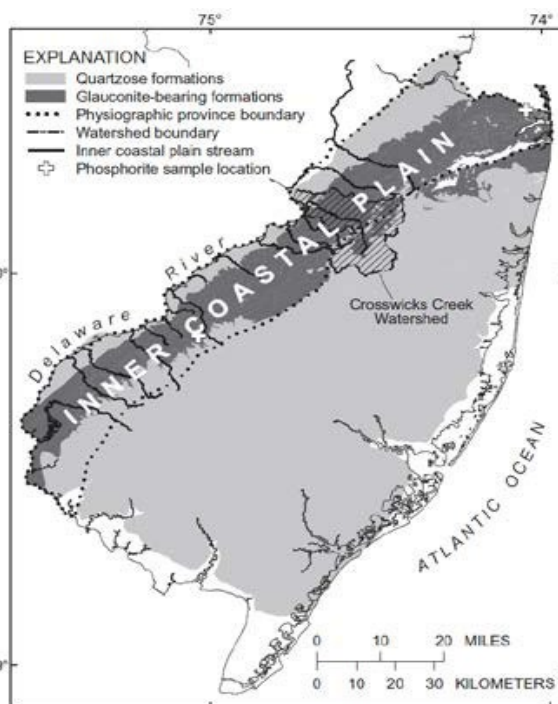 75°
74°
EXPLANATION
Quartzose formations
Glauconite-bearing formations
Physiographic province boundary
Watershed boundary
Inner coastal plain stream
Phosphorite sample location
INNER COASTAL PLAIN
Delaware River
Crosswicks Creek
Watershed
ATLANTIC OCEAN
0 10 20 MILES
0 10 20 30 KILOMETERS